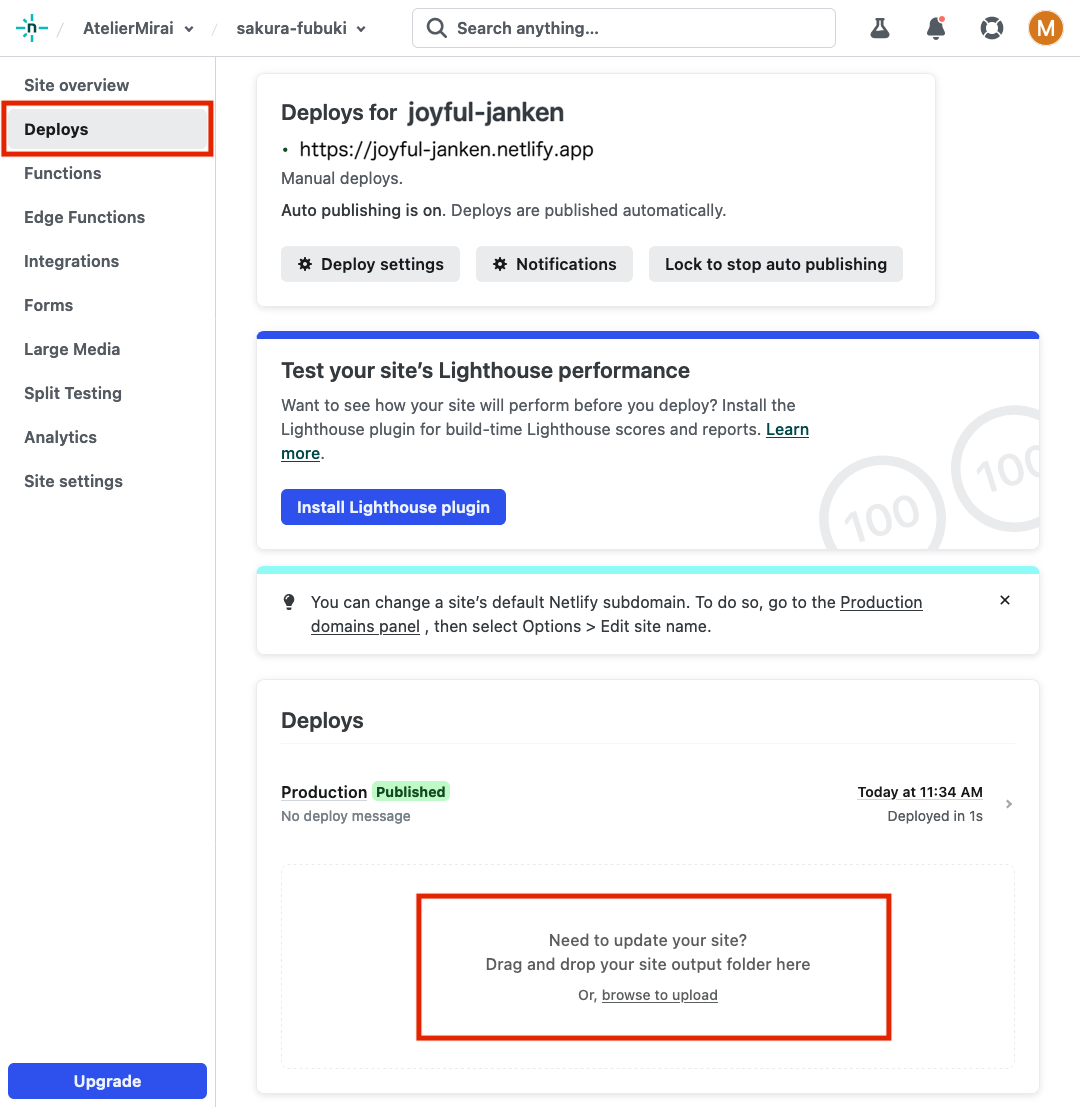 n / AtelierMirai / sakura-fubuki Search anything... M
Site overview
Deploys
Functions
Edge Functions
Integrations
Forms
Large Media
Split Testing
Analytics
Site settings
Upgrade
Deploys for joyful-janken
• https://joyful-janken.netlify.app
Manual deploys.
Auto publishing is on. Deploys are published automatically.
Deploy settings Notifications Lock to stop auto publishing
Test your site’s Lighthouse performance
Want to see how your site will perform before you deploy? Install the
Lighthouse plugin for build-time Lighthouse scores and reports. Learn
more.
Install Lighthouse plugin
100
100
You can change a site’s default Netlify subdomain. To do so, go to the Production
domains panel , then select Options > Edit site name.
Deploys
Production Published Today at 11:34 AM
No deploy message Deployed in 1s
Need to update your site?
Drag and drop your site output folder here
Or, browse to upload